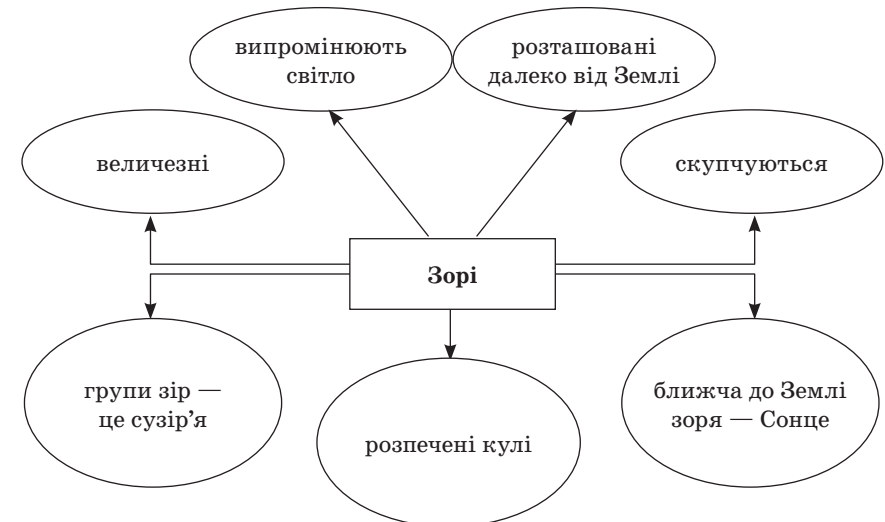 випромінюють
світло
розташовані
далеко від Землі
величезні
скупчуються
Зорі
групи зір —
це сузір’я
розпечені кулі
ближча до Землі
зоря — Сонце